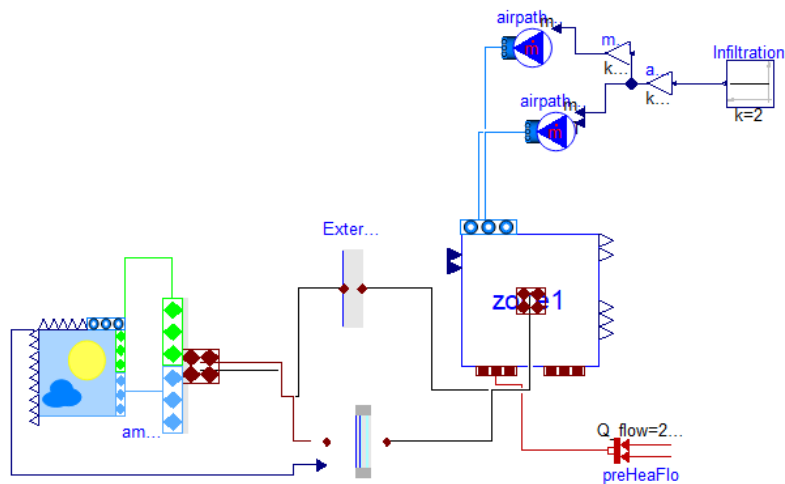 airpath...
m...
ṁ
m...
k...
Infiltration
a...
k...
k=2
airpath...
m...
ṁ
Exter...
zone1
am...
Q_flow=2...
preHeaFlo